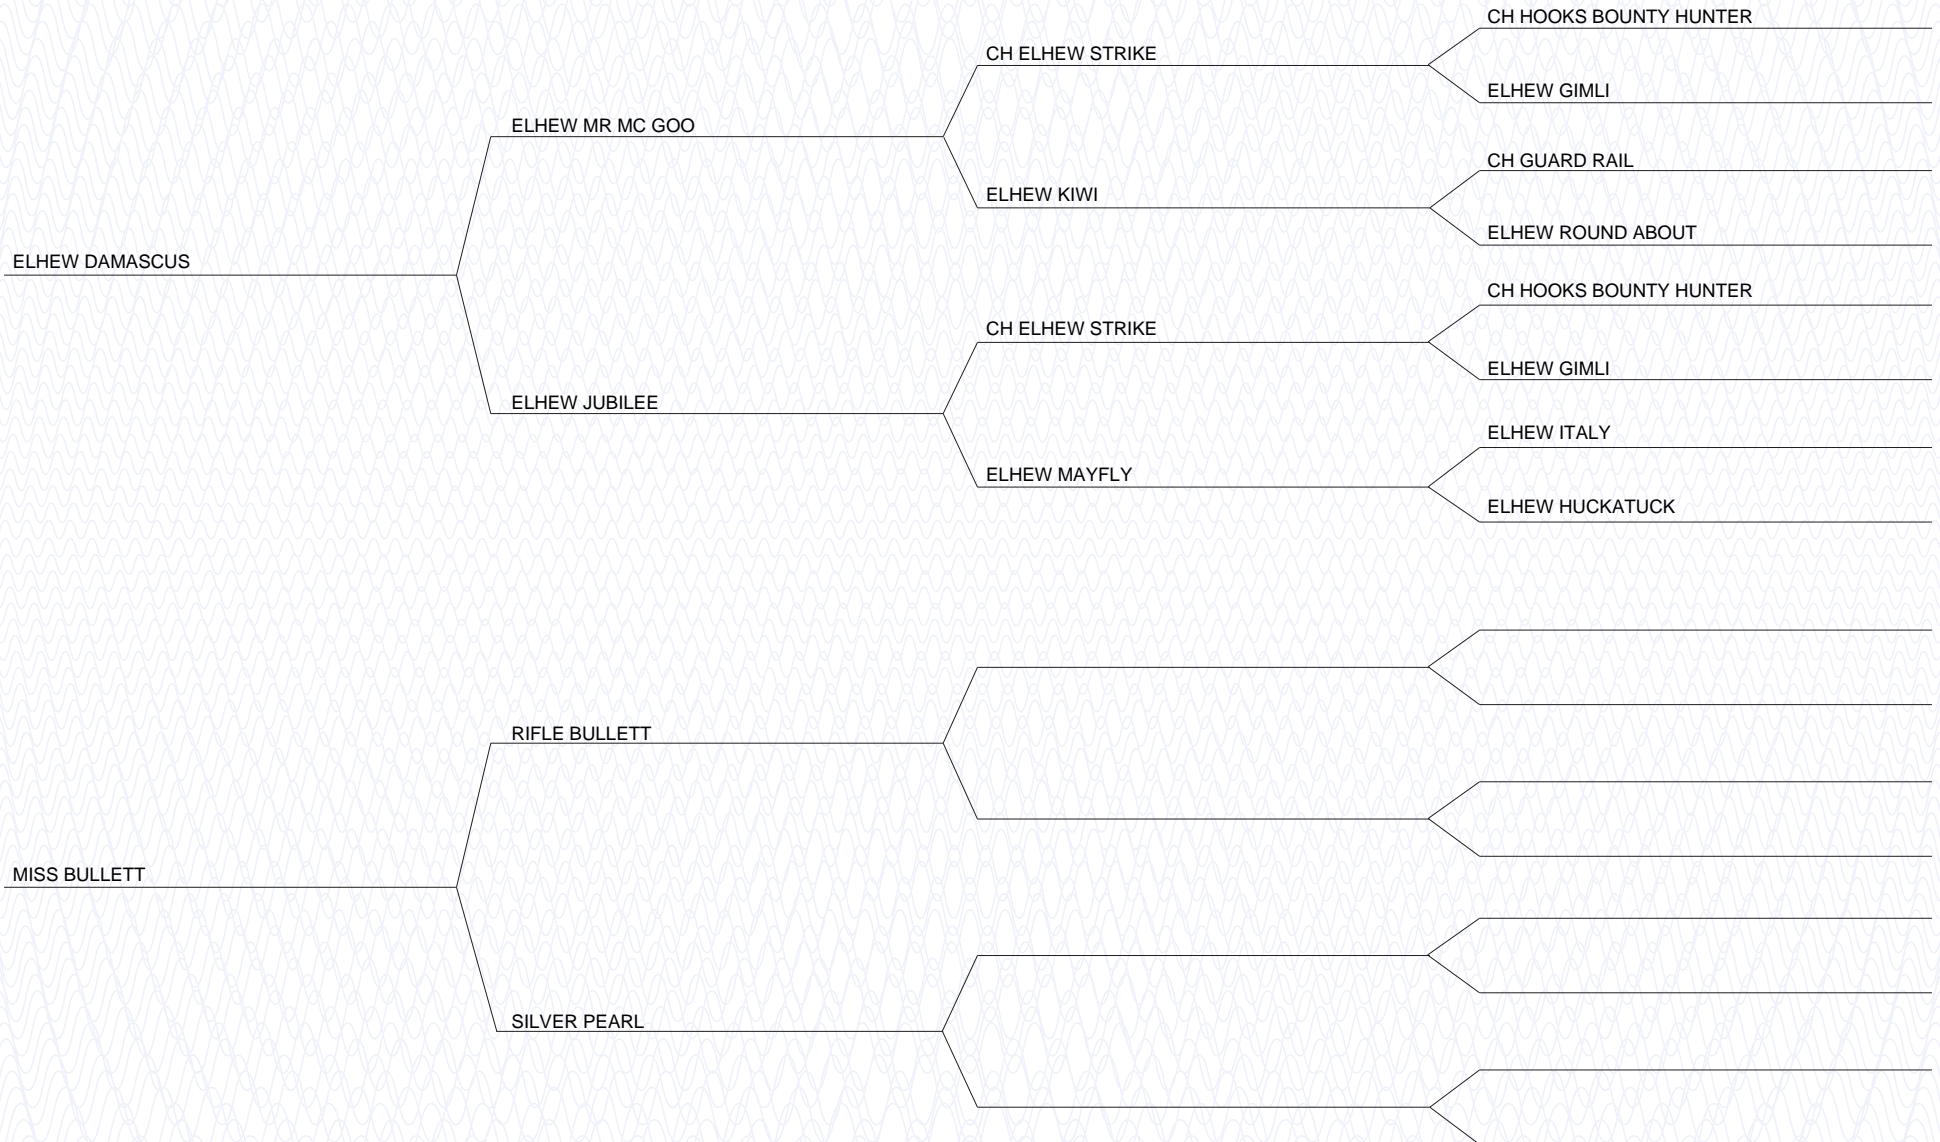 CH HOOKS BOUNTY HUNTER
CH ELHEW STRIKE
ELHEW GIMLI
ELHEW MR MC GOO
CH GUARD RAIL
ELHEW KIWI
ELHEW ROUND ABOUT
ELHEW DAMASCUS
CH HOOKS BOUNTY HUNTER
CH ELHEW STRIKE
ELHEW GIMLI
ELHEW JUBILEE
ELHEW ITALY
ELHEW MAYFLY
ELHEW HUCKATUCK
RIFLE BULLETT
MISS BULLETT
SILVER PEARL